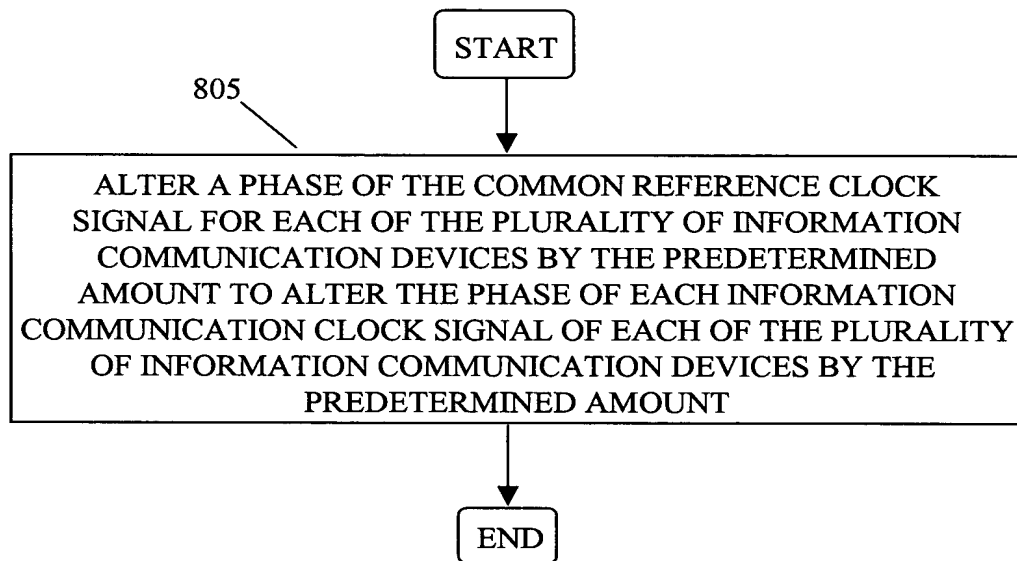 START
805
ALTER A PHASE OF THE COMMON REFERENCE CLOCK
SIGNAL FOR EACH OF THE PLURALITY OF INFORMATION
COMMUNICATION DEVICES BY THE PREDETERMINED
AMOUNT TO ALTER THE PHASE OF EACH INFORMATION
COMMUNICATION CLOCK SIGNAL OF EACH OF THE PLURALITY
OF INFORMATION COMMUNICATION DEVICES BY THE
PREDETERMINED AMOUNT
END